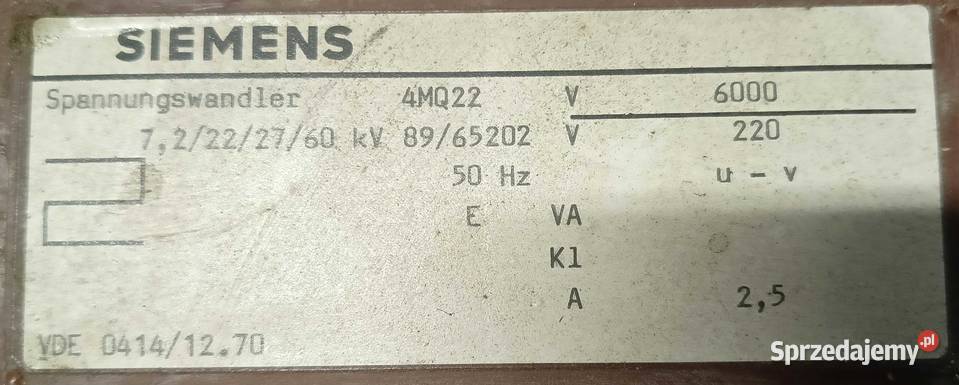 SIEMENS
Spannungswandler 4MQ22 V 6000
7,2/22/27/60 kV 89/65202 V 220
50 Hz u - v
E VA
Kl
A 2,5
VDE 0414/12.70
Sprzedajemy.pl